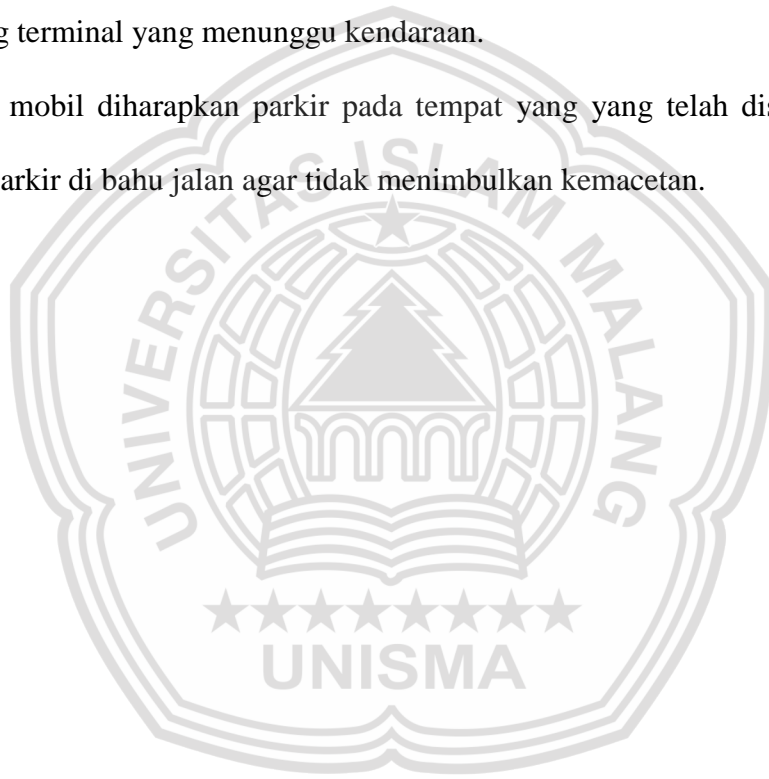 g terminal yang menunggu kendaraan.
mobil diharapkan parkir pada tempat yang yang telah dis
arkir di bahu jalan agar tidak menimbulkan kemacetan.
UNIVERSITAS ISLAM MALANG
UNISMA